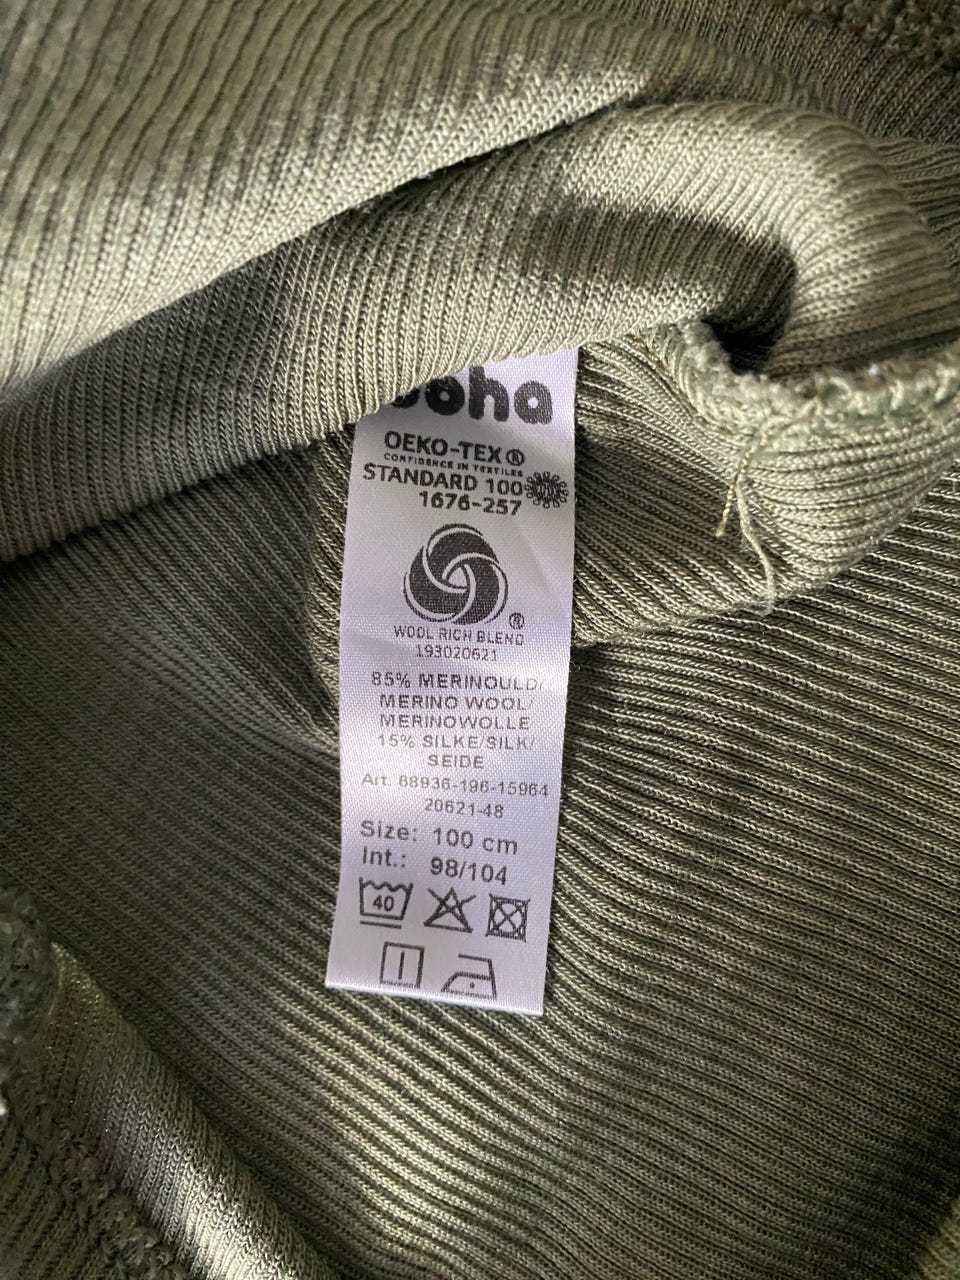 OEKO-TEX®
CONFIDENCE IN TEXTILES
STANDARD 100
1676-257
®
WOOL RICH BLEND
193020621
85% MERINOULD/
MERINO WOOL/
MERINOWOLLE
15% SILKE/SILK/
SEIDE
Art. 68936-196-15964
20621-48
Size: 100 cm
Int.: 98/104
40